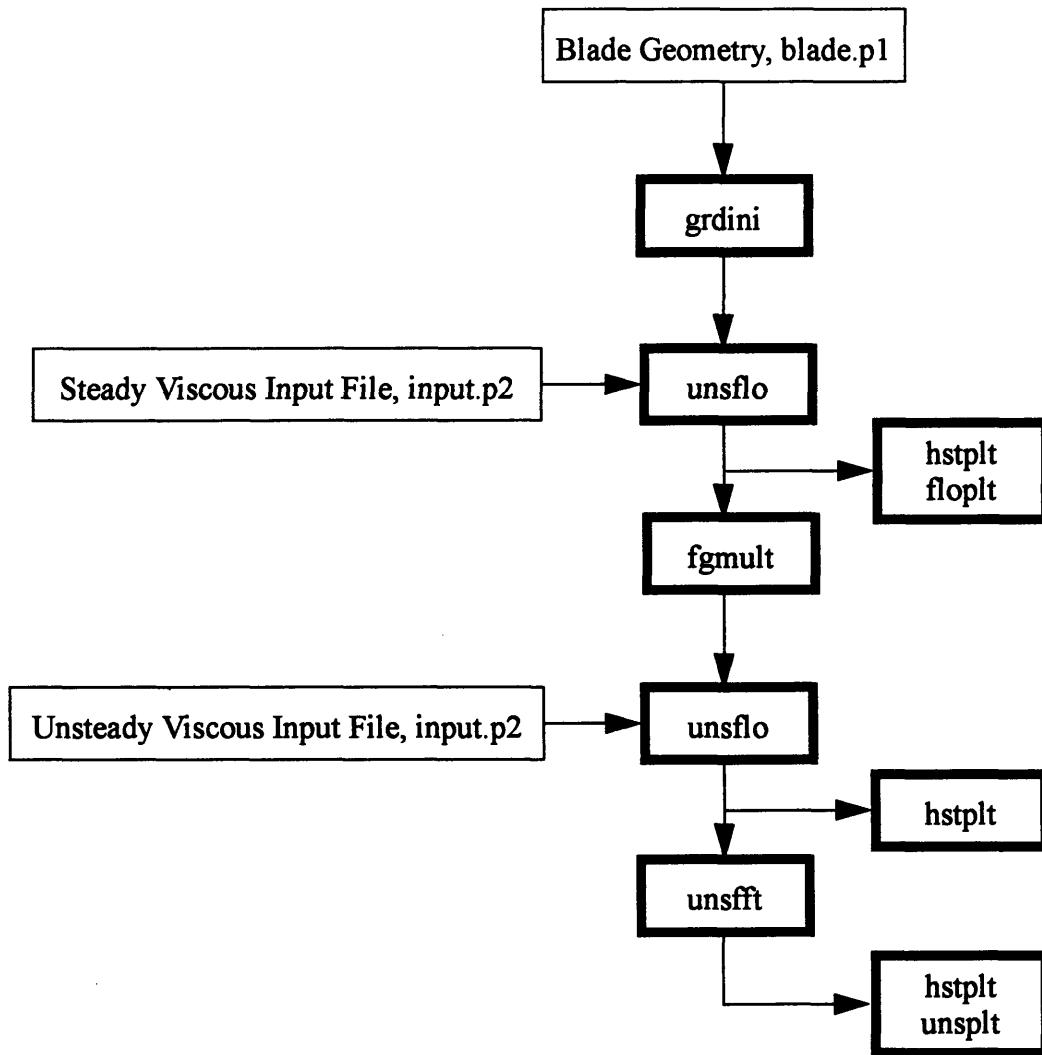 Blade Geometry, blade.p1
grdini
Steady Viscous Input File, input.p2
unsflo
hstplt
floplt
fgmult
Unsteady Viscous Input File, input.p2
unsflo
hstplt
unsfft
hstplt
unsplt